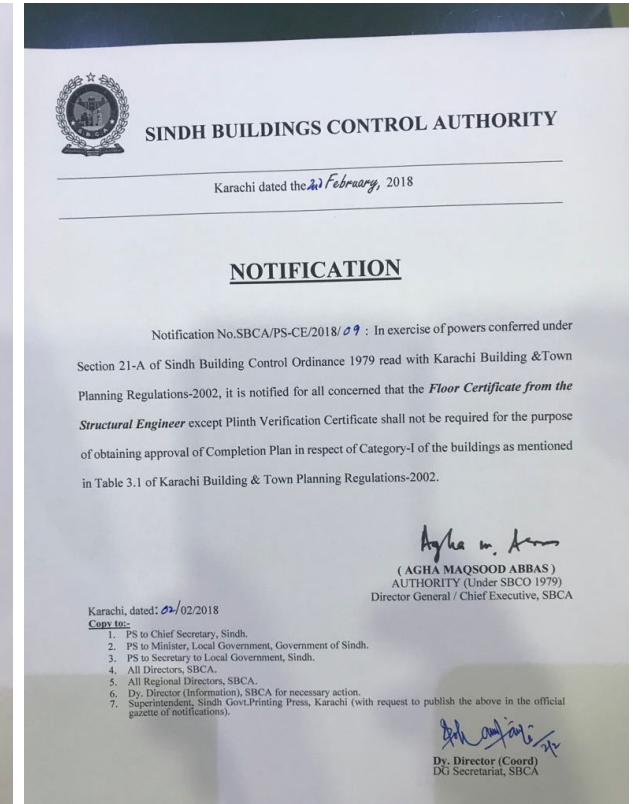 SINDH BUILDINGS CONTROL AUTHORITY
Karachi dated the 2nd February, 2018
NOTIFICATION
Notification No.SBCA/PS-CE/2018/09 : In exercise of powers conferred under
Section 21-A of Sindh Building Control Ordinance 1979 read with Karachi Building &Town
Planning Regulations-2002, it is notified for all concerned that the Floor Certificate from the
Structural Engineer except Plinth Verification Certificate shall not be required for the purpose
of obtaining approval of Completion Plan in respect of Category-I of the buildings as mentioned
in Table 3.1 of Karachi Building & Town Planning Regulations-2002.
( AGHA MAQSOOD ABBAS )
AUTHORITY (Under SBCO 1979)
Director General / Chief Executive, SBCA
Karachi, dated: 02/02/2018
Copy to:-
1. PS to Chief Secretary, Sindh.
2. PS to Minister, Local Government, Government of Sindh.
3. PS to Secretary to Local Government, Sindh.
4. All Directors, SBCA.
5. All Regional Directors, SBCA.
6. Dy. Director (Information), SBCA for necessary action.
7. Superintendent, Sindh Govt.Printing Press, Karachi (with request to publish the above in the official
gazette of notifications).
2/2
Dy. Director (Coord)
DG Secretariat, SBCA